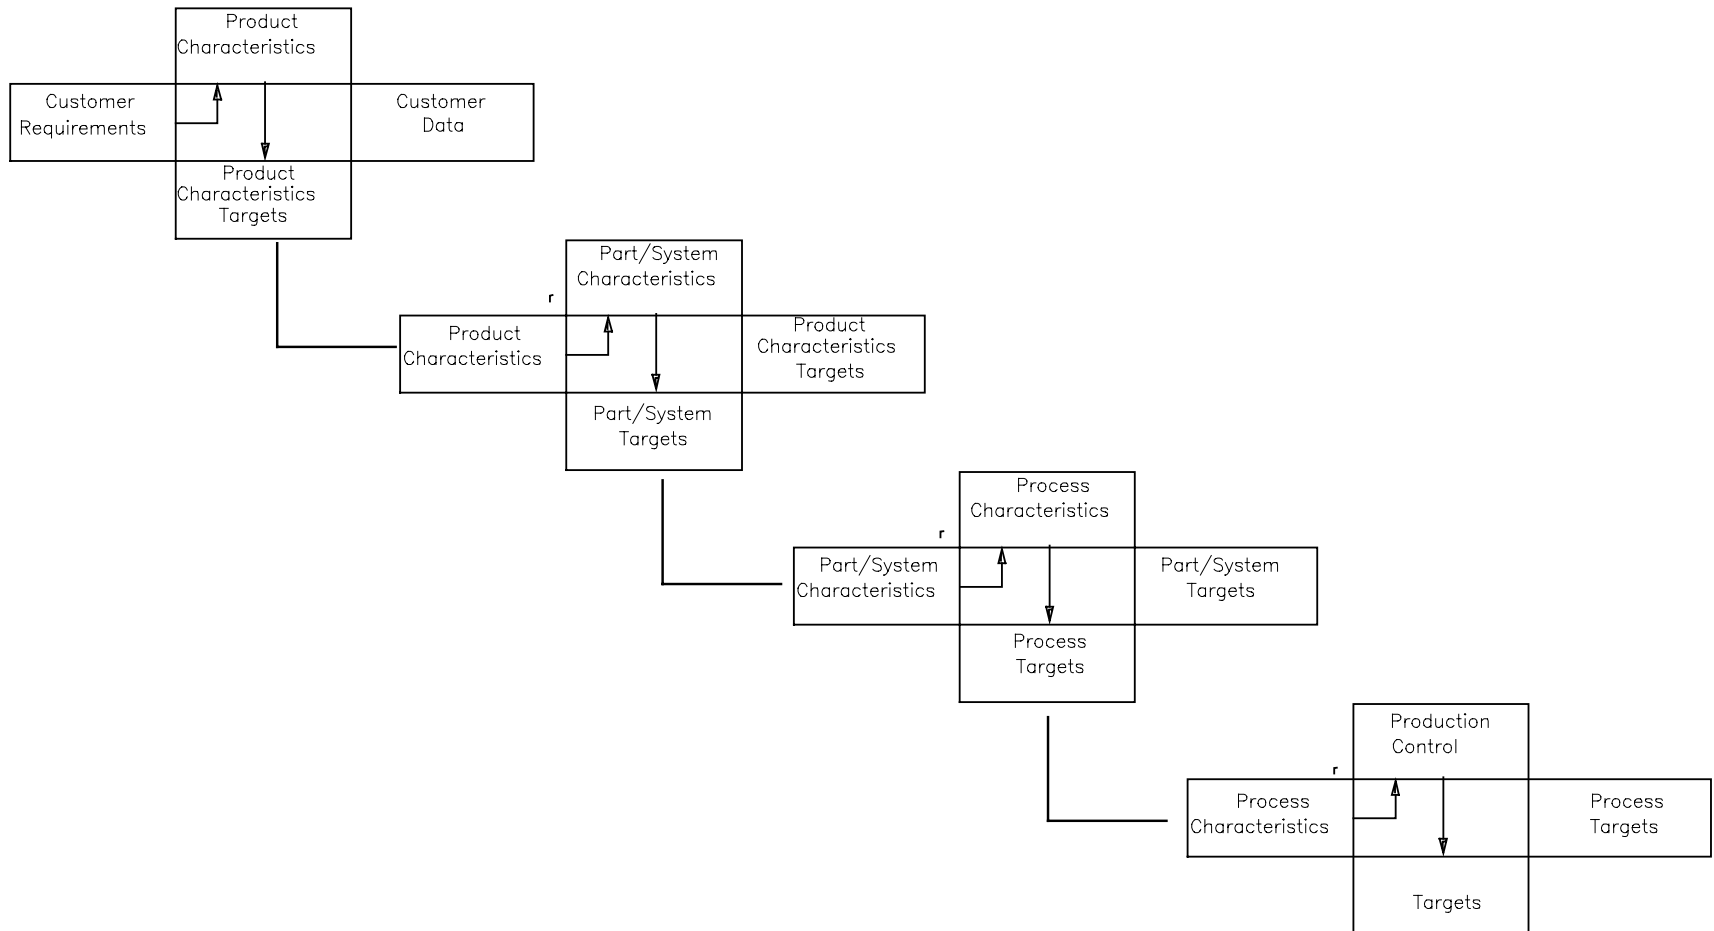 Product
Characteristics
Customer
Requirements
Customer
Data
Product
Characteristics
Targets
Part/System
Characteristics
r
Product
Characteristics
Product
Characteristics
Targets
Part/System
Targets
Process
Characteristics
r
Part/System
Characteristics
Part/System
Targets
Process
Targets
Production
Control
r
Process
Characteristics
Process
Targets
Targets